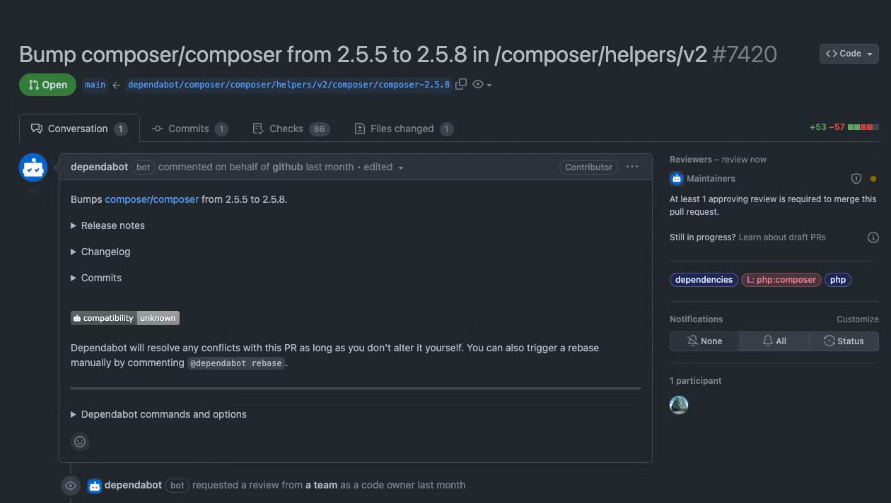 Bump composer/composer from 2.5.5 to 2.5.8 in /composer/helpers/v2 #7420
<> Code
Open main ← dependabot/composer/composer/helpers/v2/composer/composer-2.5.8
Conversation 1 Commits 1 Checks 86 Files changed 1
+53 −57
dependabot bot commented on behalf of github last month • edited Contributor ···
Bumps composer/composer from 2.5.5 to 2.5.8.
Release notes
Changelog
Commits
compatibility unknown
Dependabot will resolve any conflicts with this PR as long as you don't alter it yourself. You can also trigger a rebase
manually by commenting @dependabot rebase.
Dependabot commands and options
dependabot bot requested a review from a team as a code owner last month
Reviewers – review now
Maintainers
At least 1 approving review is required to merge this
pull request.
Still in progress? Learn about draft PRs
dependencies L: php:composer php
Notifications Customize
None All Status
1 participant